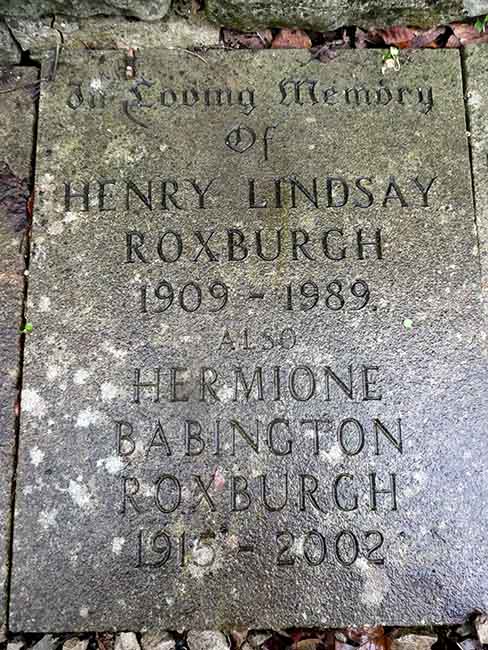 In Loving Memory
Of
HENRY LINDSAY
ROXBURGH
1909 - 1989.
ALSO
HERMIONE
BABINGTON
ROXBURGH
1915 - 2002